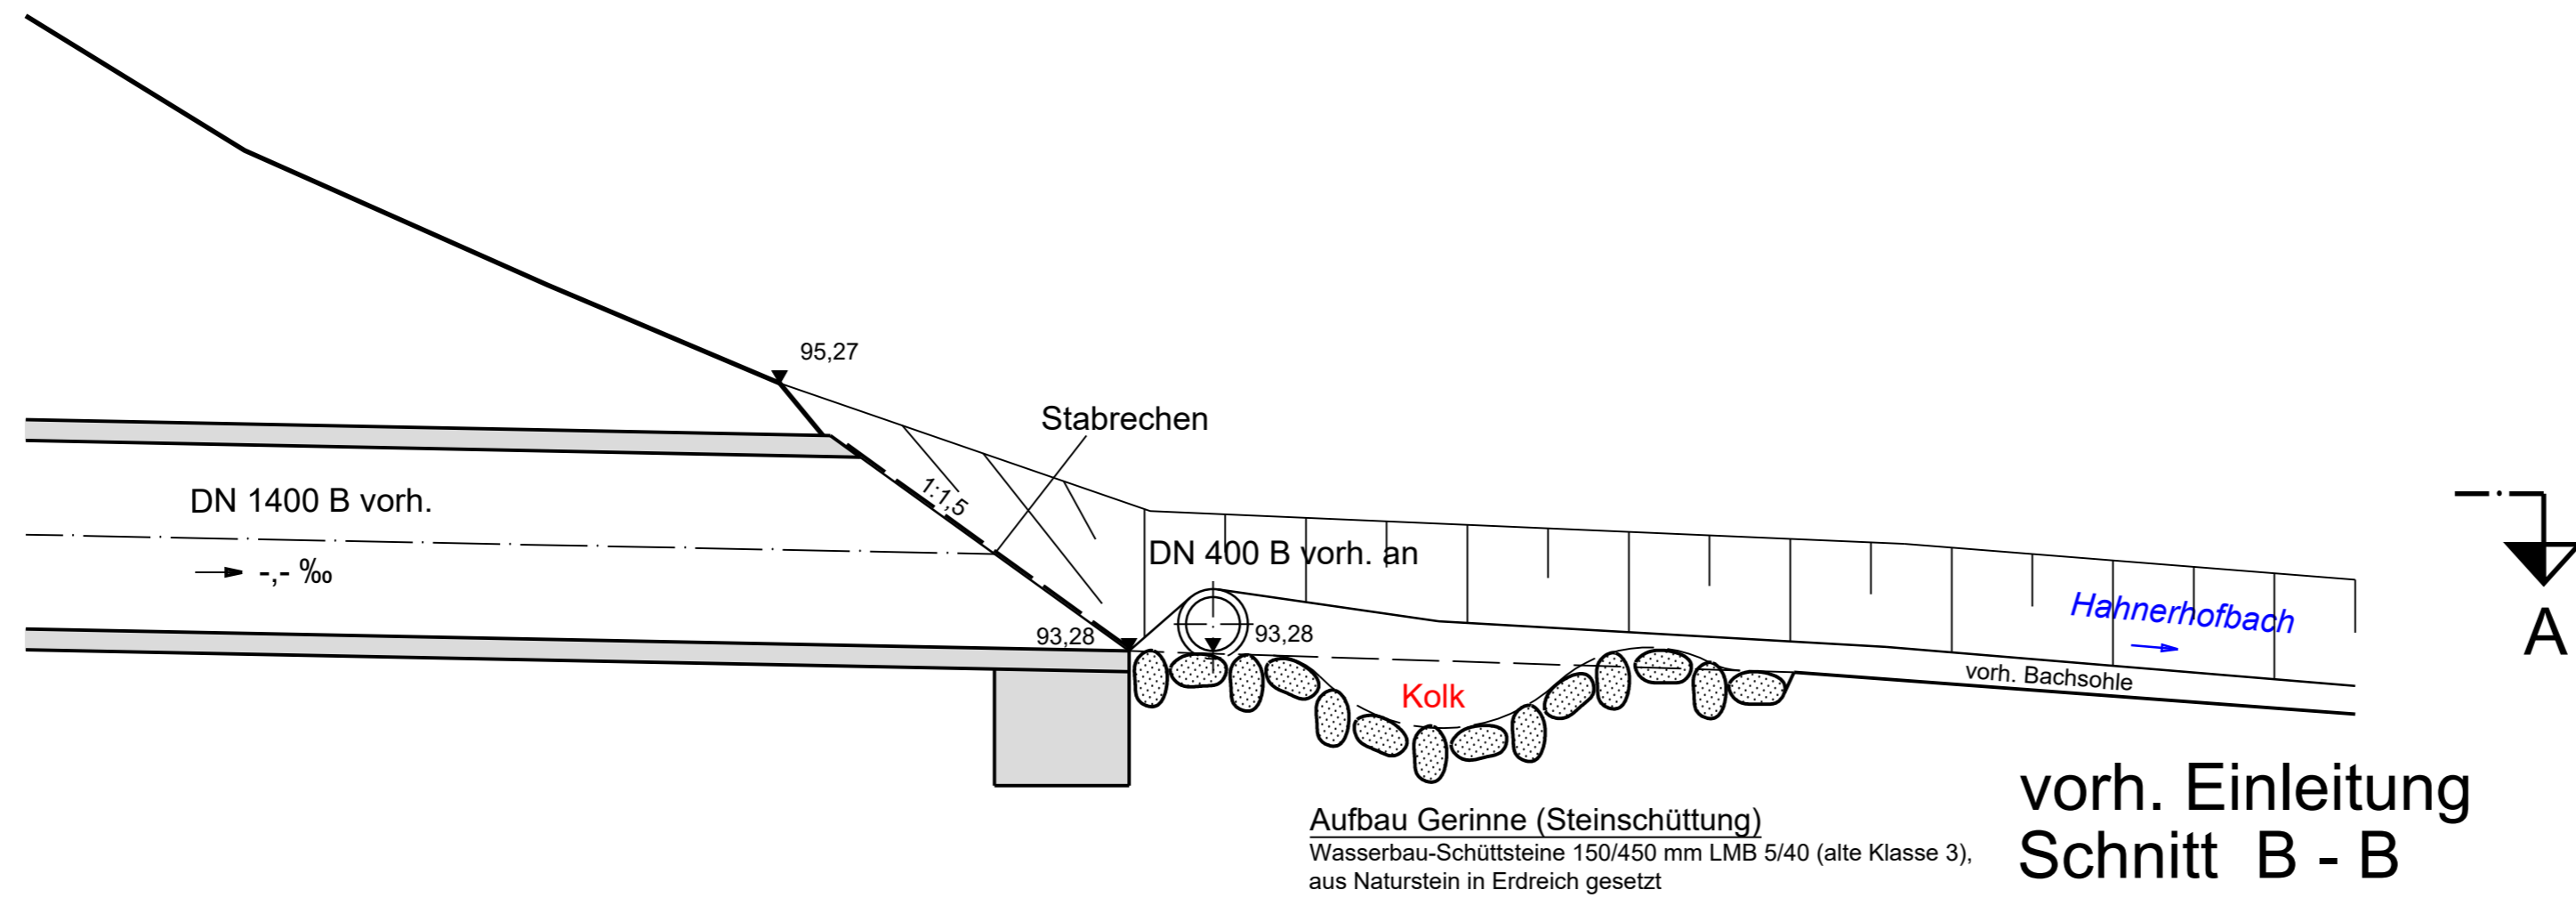 95,27
Stabrechen
DN 1400 B vorh.
1:1,5
-,- ‰
DN 400 B vorh. an
93,28
93,28
Hahnerhofbach
A
Kolk
vorh. Bachsohle
vorh. Einleitung
Schnitt B - B
Aufbau Gerinne (Steinschüttung)
Wasserbau-Schüttsteine 150/450 mm LMB 5/40 (alte Klasse 3),
aus Naturstein in Erdreich gesetzt